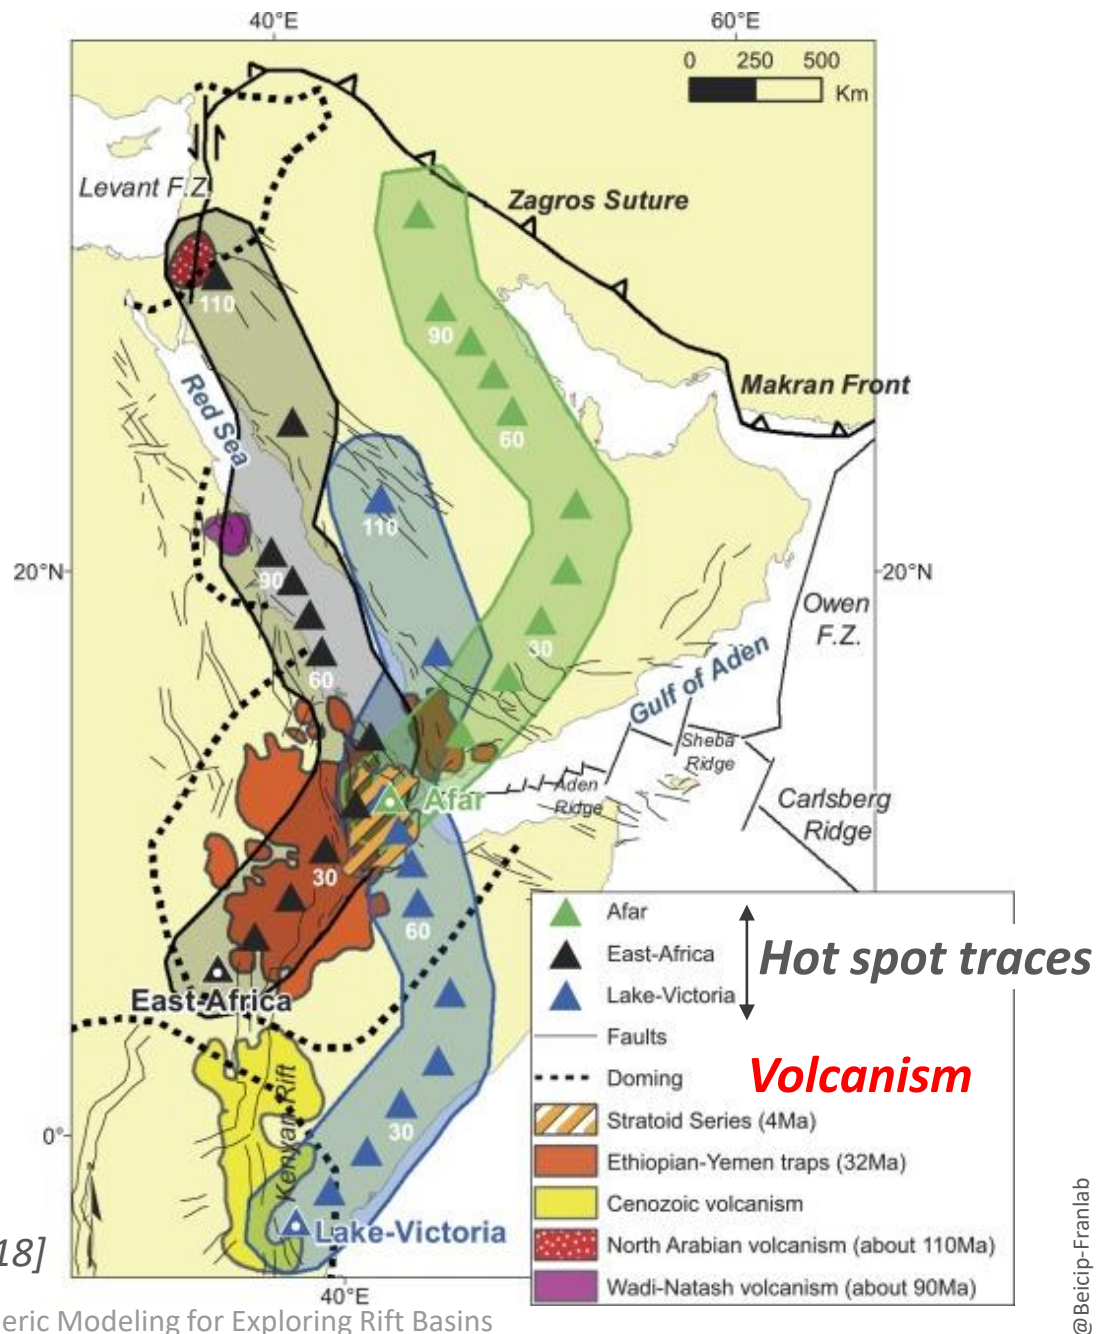 40°E
60°E
0 250 500
Km
Levant F.Z.
Zagros Suture
110
90
Makran Front
60
Red Sea
110
20°N
20°N
90
Owen
F.Z.
30
60
Gulf of Aden
Sheba
Ridge
Aden
Ridge
Carlsberg
Ridge
Afar
30
60
East-Africa
Kenyan Rift
0°
30
Lake-Victoria
40°E
Afar
East-Africa
Lake-Victoria
Hot spot traces
Faults
Doming
Volcanism
Stratoid Series (4Ma)
Ethiopian-Yemen traps (32Ma)
Cenozoic volcanism
North Arabian volcanism (about 110Ma)
Wadi-Natash volcanism (about 90Ma)
18]
eric Modeling for Exploring Rift Basins
@Beicip-Franlab